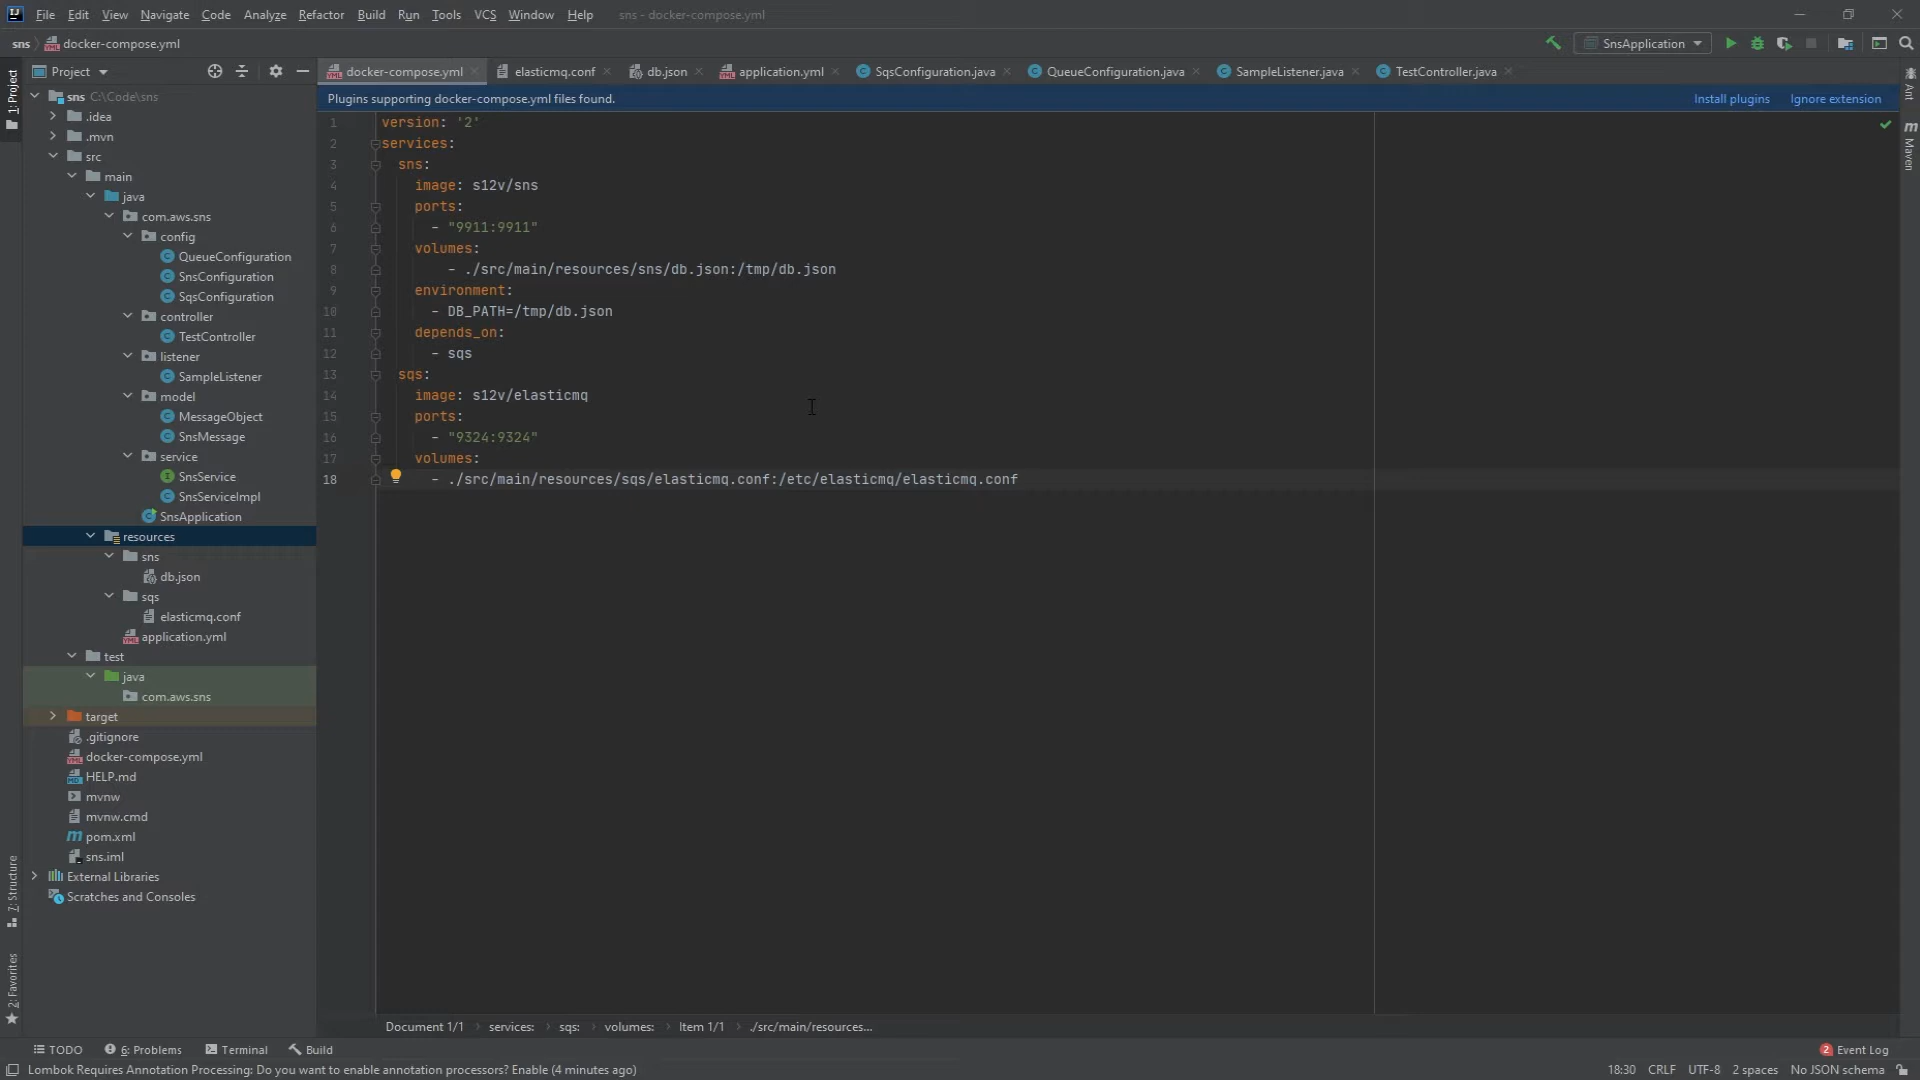 File Edit View Navigate Code Analyze Refactor Build Run Tools VCS Window Help sns - docker-compose.yml
sns docker-compose.yml
SnsApplication
1: Project
Project
docker-compose.yml elasticmq.conf db.json application.yml SqsConfiguration.java QueueConfiguration.java SampleListener.java TestController.java
Ant
Maven
Plugins supporting docker-compose.yml files found. Install plugins Ignore extension
sns C:\Code\sns
.idea
.mvn
src
main
java
com.aws.sns
config
QueueConfiguration
SnsConfiguration
SqsConfiguration
controller
TestController
listener
SampleListener
model
MessageObject
SnsMessage
service
SnsService
SnsServiceImpl
SnsApplication
resources
sns
db.json
sqs
elasticmq.conf
application.yml
test
java
com.aws.sns
target
.gitignore
docker-compose.yml
HELP.md
mvnw
mvnw.cmd
pom.xml
sns.iml
External Libraries
Scratches and Consoles
1 version: '2'
2 services:
3 sns:
4 image: s12v/sns
5 ports:
6 - "9911:9911"
7 volumes:
8 - ./src/main/resources/sns/db.json:/tmp/db.json
9 environment:
10 - DB_PATH=/tmp/db.json
11 depends_on:
12 - sqs
13 sqs:
14 image: s12v/elasticmq
15 ports:
16 - "9324:9324"
17 volumes:
18 - ./src/main/resources/sqs/elasticmq.conf:/etc/elasticmq/elasticmq.conf
7: Structure
2: Favorites
Document 1/1 services: sqs: volumes: Item 1/1 ./src/main/resources...
TODO 6: Problems Terminal Build 2 Event Log
Lombok Requires Annotation Processing: Do you want to enable annotation processors? Enable (4 minutes ago) 18:30 CRLF UTF-8 2 spaces No JSON schema